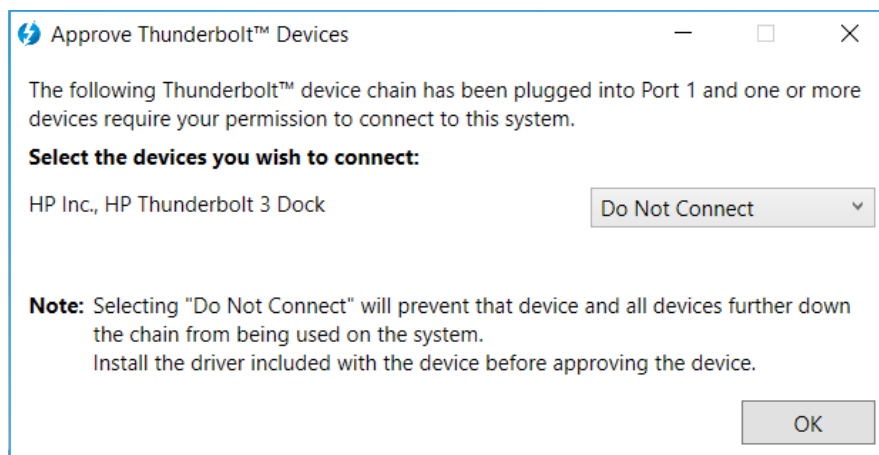 Approve Thunderbolt™ Devices
The following Thunderbolt™ device chain has been plugged into Port 1 and one or more
devices require your permission to connect to this system.
Select the devices you wish to connect:
HP Inc., HP Thunderbolt 3 Dock
Do Not Connect
Note: Selecting "Do Not Connect" will prevent that device and all devices further down
the chain from being used on the system.
Install the driver included with the device before approving the device.
OK